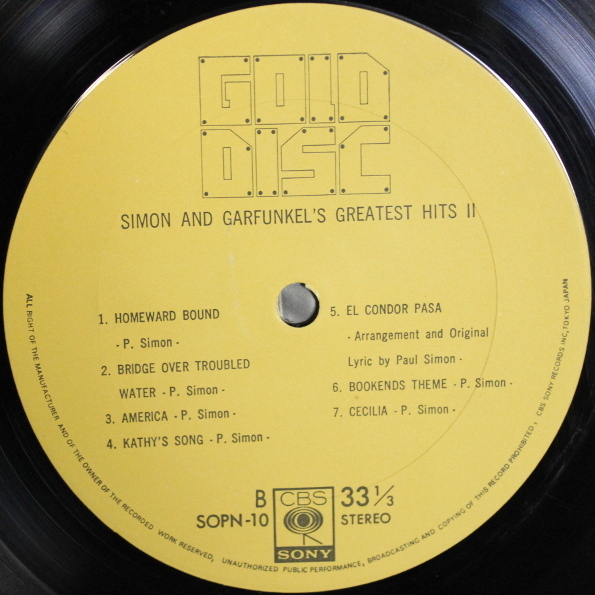 GOLD
DISC
SIMON AND GARFUNKEL'S GREATEST HITS II
1. HOMEWARD BOUND
- P. Simon -
2. BRIDGE OVER TROUBLED
WATER - P. Simon -
3. AMERICA - P. Simon -
4. KATHY'S SONG - P. Simon -
5. EL CONDOR PASA
- Arrangement and Original
Lyric by Paul Simon -
6. BOOKENDS THEME - P. Simon -
7. CECILIA - P. Simon -
B
SOPN-10
CBS
SONY
33 1/3
STEREO
ALL RIGHT OF THE MANUFACTURER AND OF THE OWNER OF THE RECORDED WORK RESERVED, UNAUTHORIZED PUBLIC PERFORMANCE, BROADCASTING AND COPYING OF THIS RECORD PROHIBITED, CBS SONY RECORDS INC, TOKYO JAPAN